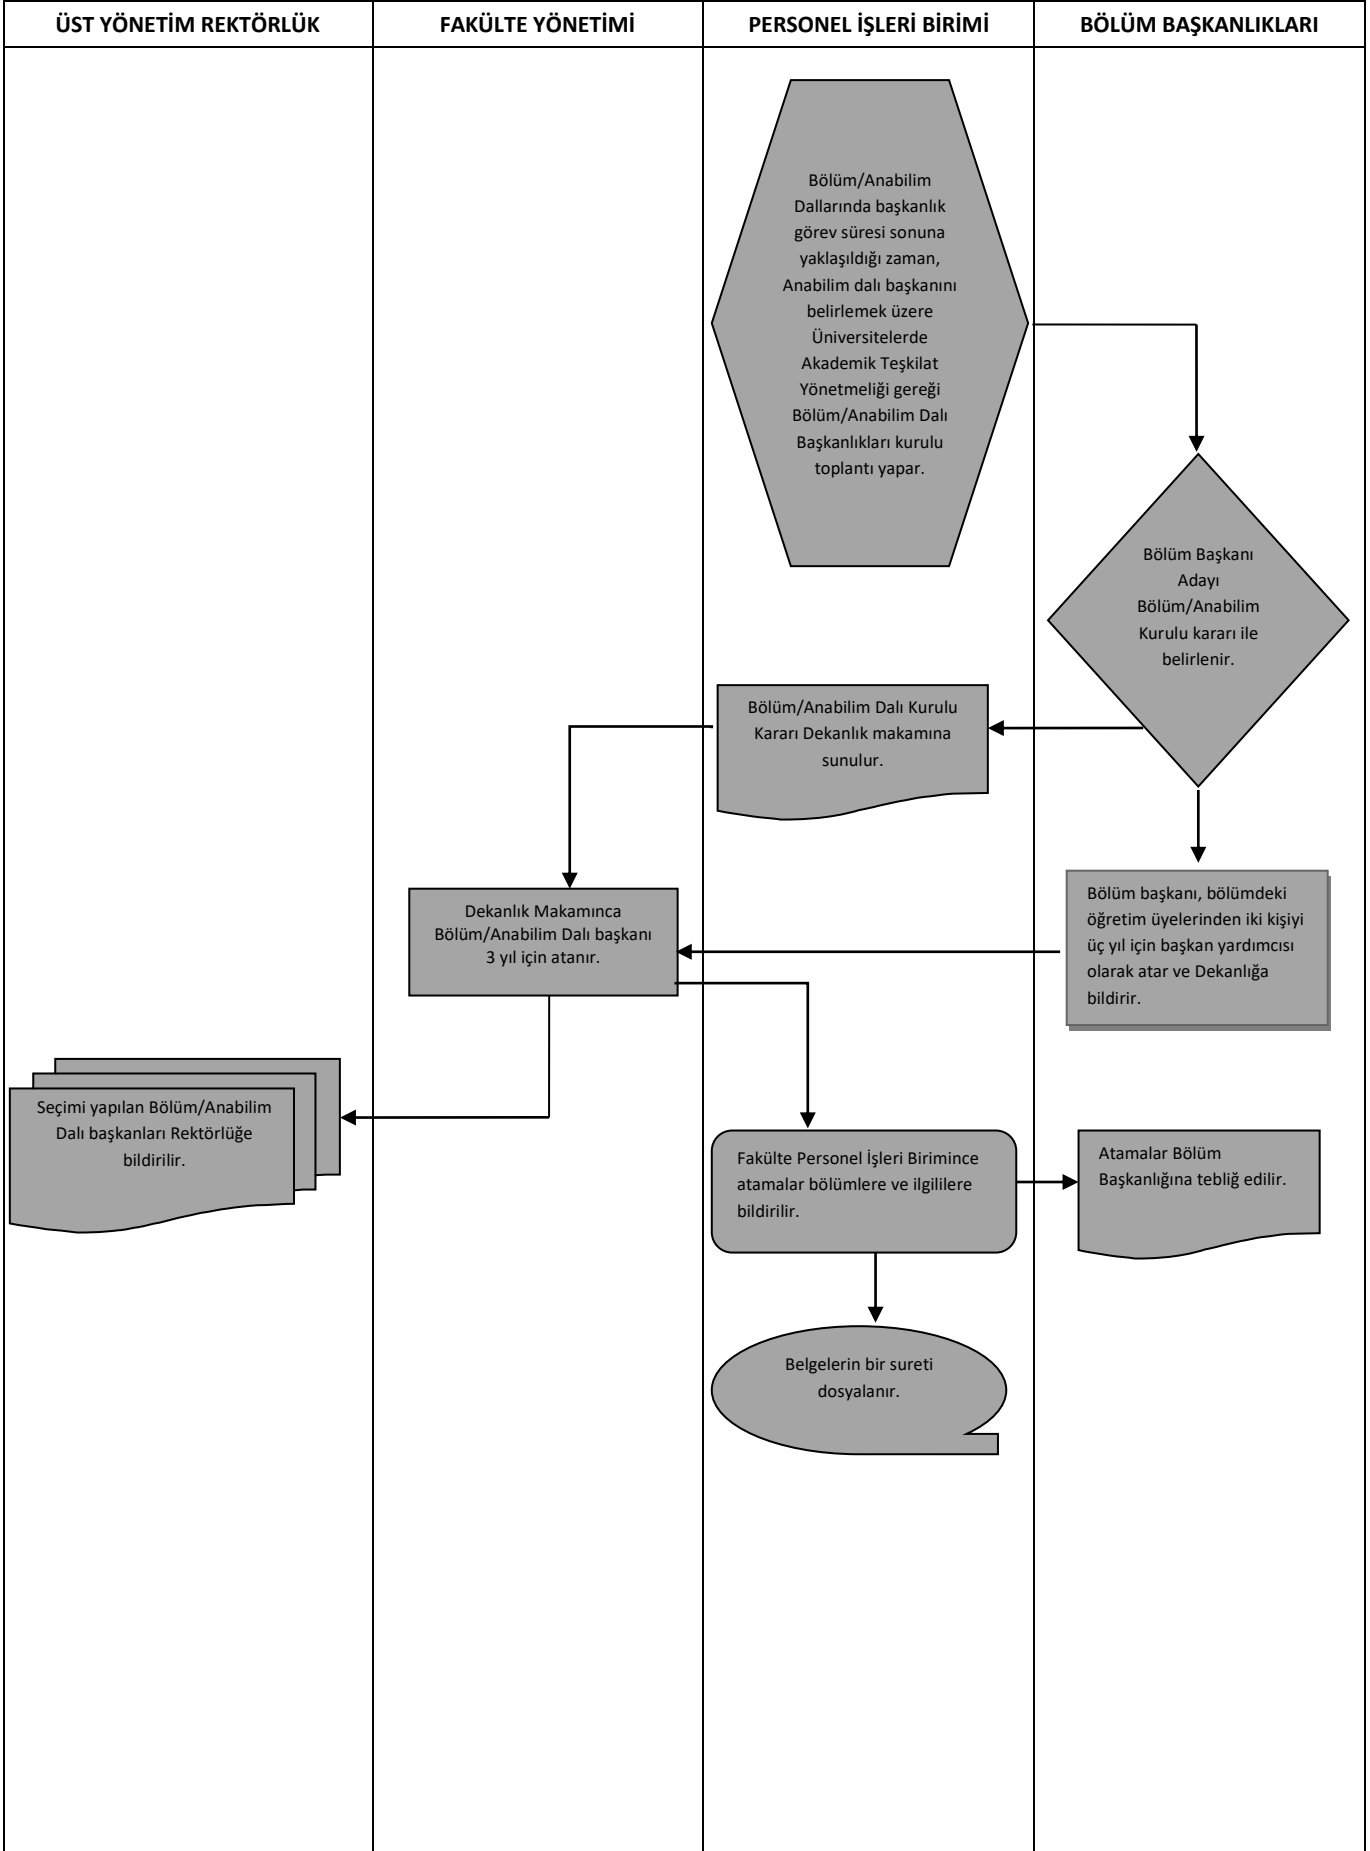 ÜST YÖNETİM REKTÖRLÜK
FAKÜLTE YÖNETİMİ
PERSONEL İŞLERİ BİRİMİ
BÖLÜM BAŞKANLIKLARI
Bölüm/Anabilim
Dallarında başkanlık
görev süresi sonuna
yaklaşıldığı zaman,
Anabilim dalı başkanını
belirlemek üzere
Üniversitelerde
Akademik Teşkilat
Yönetmeliği gereği
Bölüm/Anabilim Dalı
Başkanlıkları kurulu
toplantı yapar.
Bölüm Başkanı
Adayı
Bölüm/Anabilim
Kurulu kararı ile
belirlenir.
Bölüm/Anabilim Dalı Kurulu
Kararı Dekanlık makamına
sunulur.
Bölüm başkanı, bölümdeki
öğretim üyelerinden iki kişiyi
üç yıl için başkan yardımcısı
olarak atar ve Dekanlığa
bildirir.
Dekanlık Makamınca
Bölüm/Anabilim Dalı başkanı
3 yıl için atanır.
Seçimi yapılan Bölüm/Anabilim
Dalı başkanları Rektörlüğe
bildirilir.
Fakülte Personel İşleri Birimince
atamalar bölümlere ve ilgililere
bildirilir.
Atamalar Bölüm
Başkanlığına tebliğ edilir.
Belgelerin bir sureti
dosyalanır.